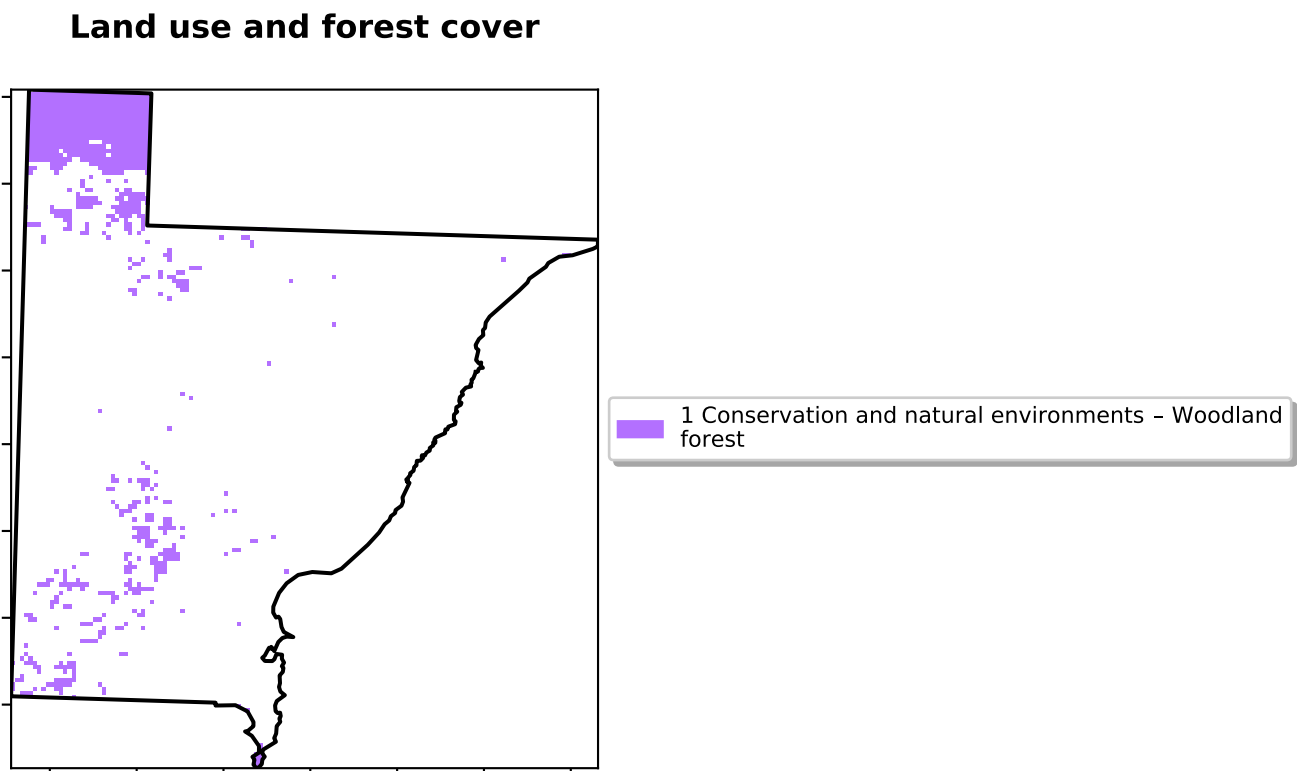 Land use and forest cover
1 Conservation and natural environments – Woodland
forest